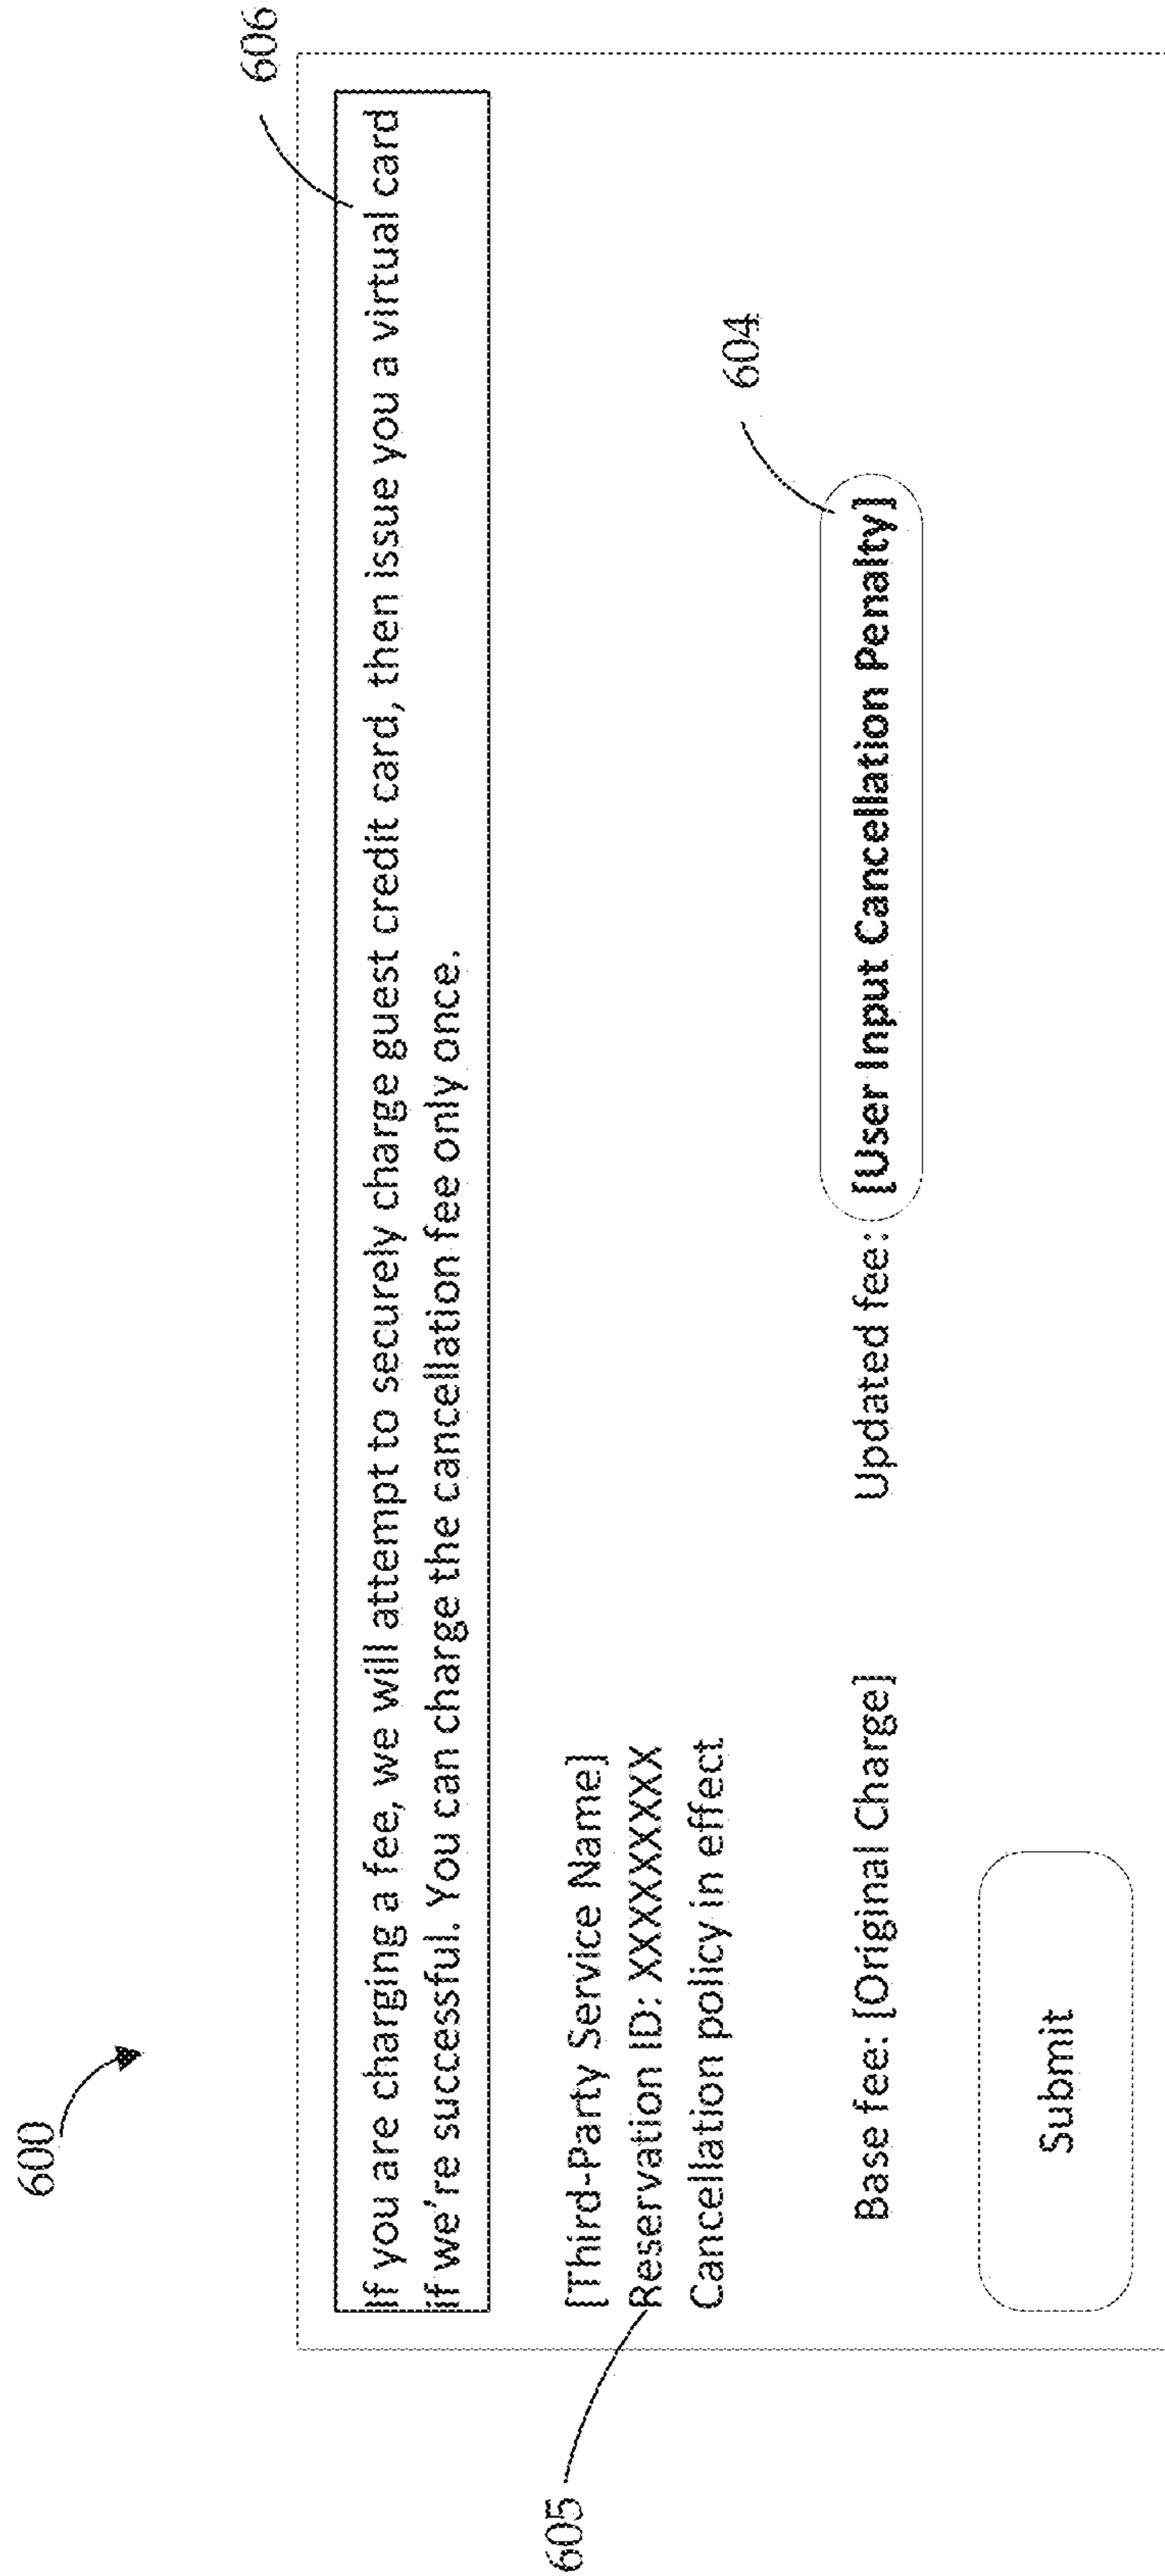 600
606
If you are charging a fee, we will attempt to securely charge guest credit card, then issue you a virtual card
if we're successful. You can charge the cancellation fee only once.
605
[Third-Party Service Name]
Reservation ID: XXXXXXXXX
Cancellation policy in effect
604
Base fee: [Original Charge] Updated fee: [User Input Cancellation Penalty]
Submit